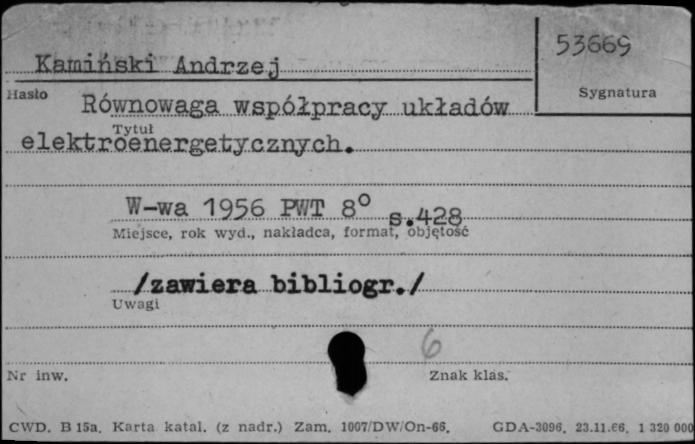 53669
Kamiński Andrzej
Hasło
Sygnatura
Równowaga współpracy układów
Tytuł
elektroenergetycznych.
W-wa 1956 PWT 8° s.428
Miejsce, rok wyd., nakładca, format, objętość
/zawiera bibliogr./
Uwagi
6
Nr inw.
Znak klas.
CWD. B 15a. Karta katal. (z nadr.) Zam. 1007/DW/On-66. GDA-3096. 23.11.66. 1 320 000